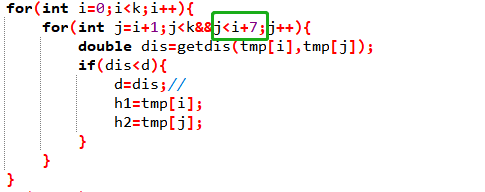 for(int i=0;i<k;i++){
    for(int j=i+1;j<k&&j<i+7;j++){
        double dis=getdis(tmp[i],tmp[j]);
        if(dis<d){
            d=dis;//
            h1=tmp[i];
            h2=tmp[j];
        }
    }
}